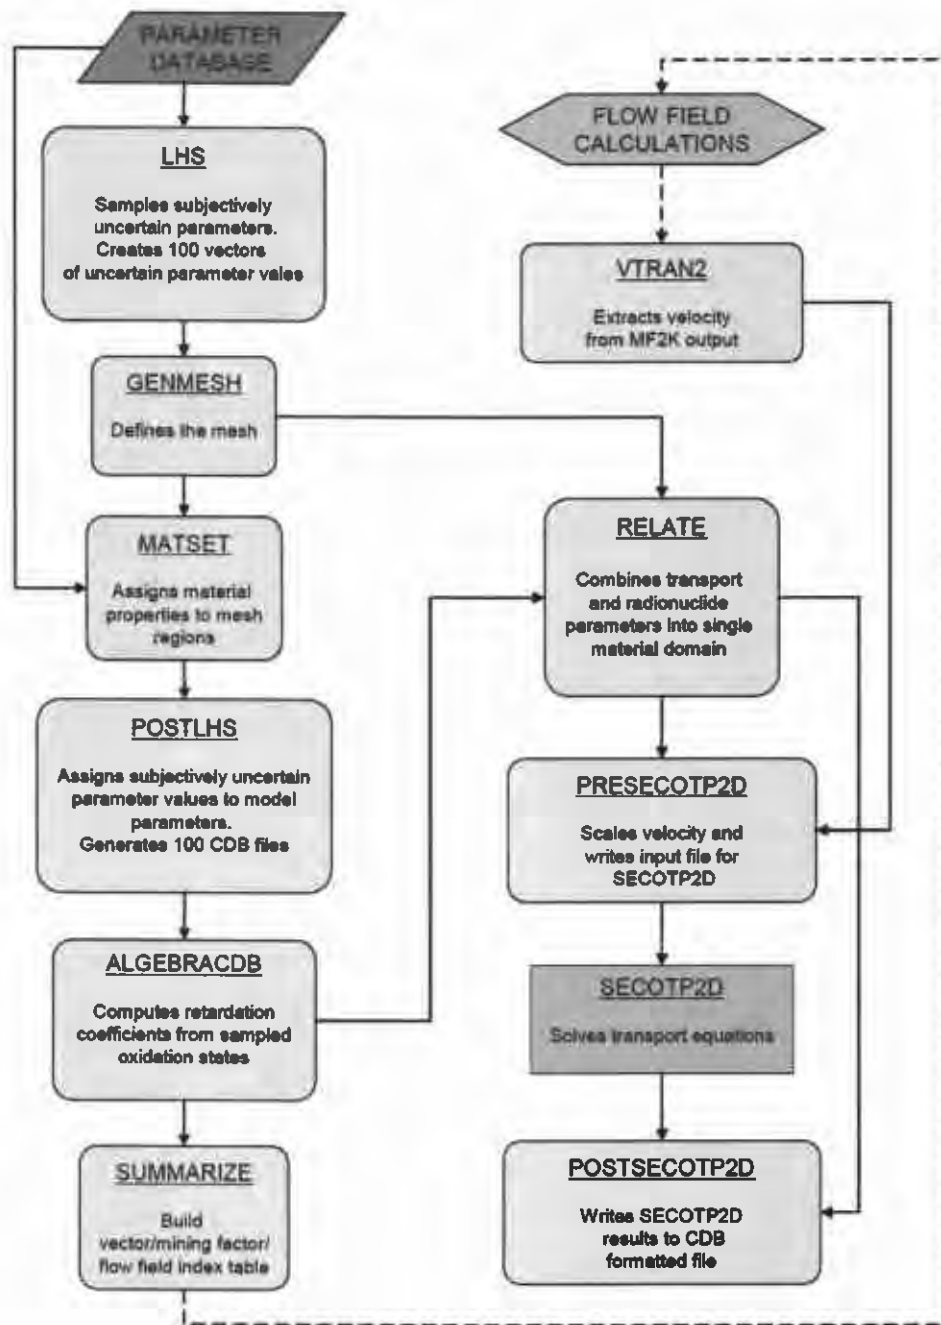 PARAMETER
DATABASE
LHS
Samples subjectively
uncertain parameters.
Creates 100 vectors
of uncertain parameter vales
GENMESH
Defines the mesh
MATSET
Assigns material
properties to mesh
regions
POSTLHS
Assigns subjectively uncertain
parameter values to model
parameters.
Generates 100 CDB files
ALGEBRACDB
Computes retardation
coefficients from sampled
oxidation states
SUMMARIZE
Build
vector/mining factor/
flow field index table
FLOW FIELD
CALCULATIONS
VTRAN2
Extracts velocity
from MF2K output
RELATE
Combines transport
and radionuclide
parameters into single
material domain
PRESECOTP2D
Scales velocity and
writes input file for
SECOTP2D
SECOTP2D
Solves transport equations
POSTSECOTP2D
Writes SECOTP2D
results to CDB
formatted file